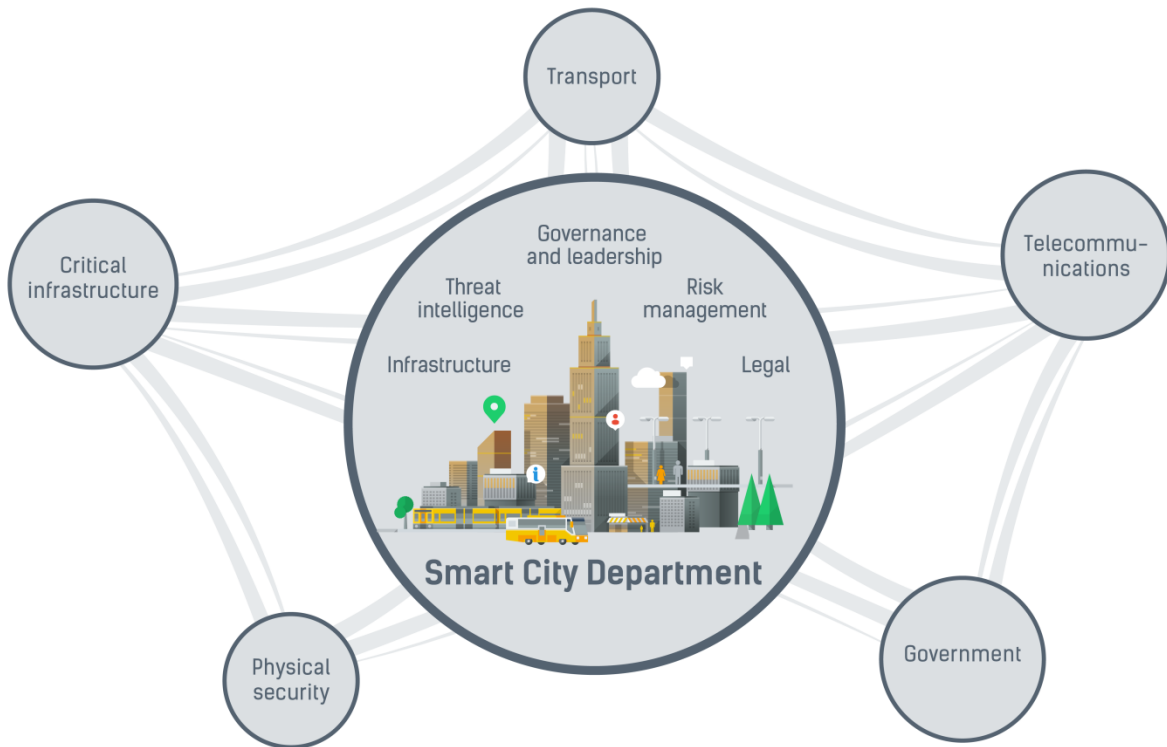 Transport
Critical
infrastructure
Telecommu-
nications
Governance
and leadership
Threat
intelligence
Risk
management
Infrastructure
Legal
i
Smart City Department
Physical
security
Government